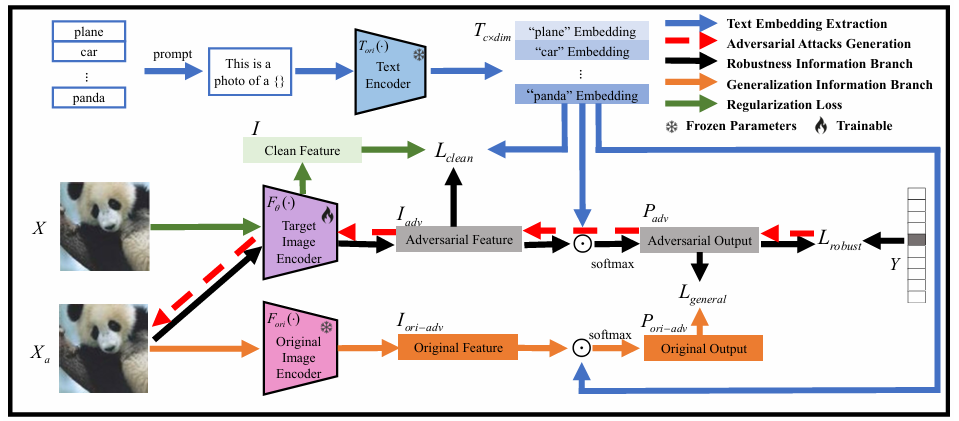 plane
car
⋮
panda
prompt
This is a
photo of a {}
T_ori(·)
Text
Encoder
T_c×dim
"plane" Embedding
"car" Embedding
⋮
"panda" Embedding
Text Embedding Extraction
Adversarial Attacks Generation
Robustness Information Branch
Generalization Information Branch
Regularization Loss
Frozen Parameters
Trainable
I
Clean Feature
L_clean
X
F_θ(·)
Target
Image
Encoder
I_adv
Adversarial Feature
softmax
P_adv
Adversarial Output
L_robust
Y
L_general
X_a
F_ori(·)
Original
Image
Encoder
I_ori-adv
Original Feature
softmax
P_ori-adv
Original Output